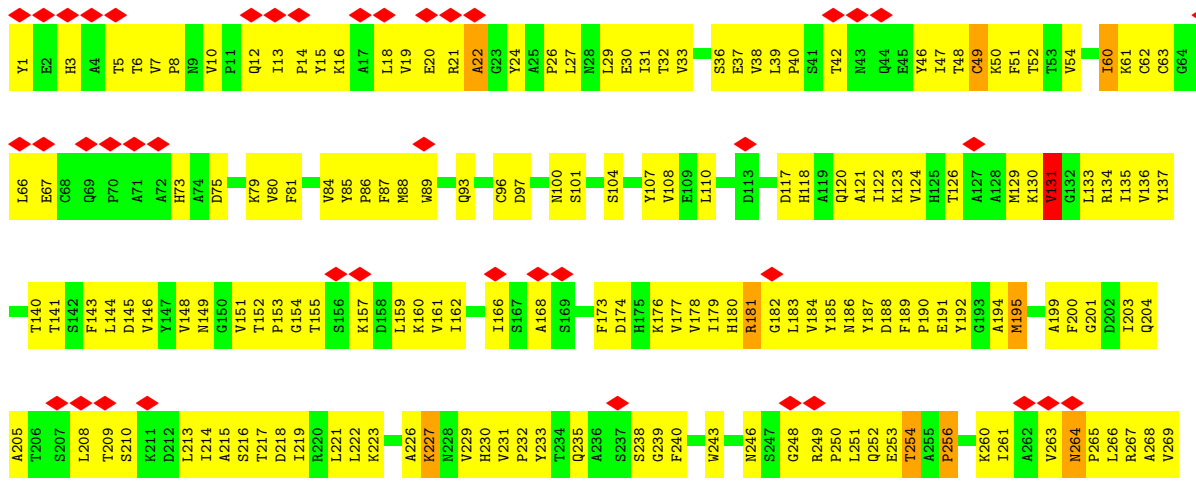 Y1 E2 H3 A4 T5 T6 V7 P8 N9 V10 P11 Q12 I13 P14 Y15 K16 A17 L18 V19 E20 R21 A22 G23 Y24 A25 P26 L27 N28 L29 E30 I31 T32 V33 S36 E37 V38 L39 P40 S41 T42 N43 Q44 E45 Y46 I47 T48 C49 K50 F51 T52 T53 V54 I60 K61 C62 C63 G64
L66 E67 C68 Q69 P70 A71 A72 H73 A74 D75 K79 V80 F81 V84 Y85 P86 F87 M88 W89 Q93 C96 D97 N100 S101 S104 Y107 V108 E109 L110 D113 D117 H118 A119 Q120 A121 I122 K123 V124 H125 T126 A127 A128 M129 K130 V131 G132 L133 R134 I135 V136 Y137
T140 T141 S142 F143 L144 D145 V146 Y147 V148 N149 G150 V151 T152 P153 G154 T155 S156 K157 D158 L159 K160 V161 I162 I166 S167 A168 S169 F173 D174 H175 K176 V177 V178 I179 H180 R181 G182 L183 V184 Y185 N186 Y187 D188 F189 P190 E191 Y192 G193 A194 M195 A199 F200 G201 D202 I203 Q204
A205 T206 S207 L208 T209 S210 K211 D212 L213 I214 A215 S216 T217 D218 I219 R220 L221 L222 K223 A226 K227 N228 V229 H230 V231 P232 Y233 T234 Q235 A236 S237 S238 G239 F240 W243 N246 S247 G248 R249 P250 L251 Q252 E253 T254 A255 P256 K260 I261 A262 V263 N264 P265 L266 R267 A268 V269